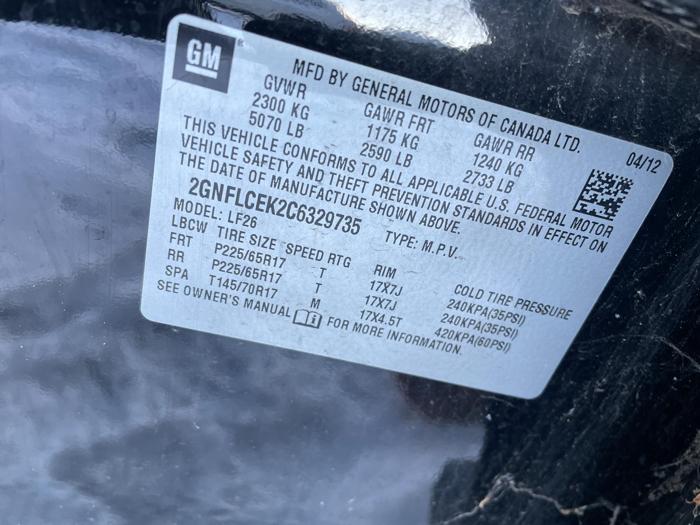 GM
MFD BY GENERAL MOTORS OF CANADA LTD.
GVWR GAWR FRT GAWR RR 04/12
2300 KG 1175 KG 1240 KG
5070 LB 2590 LB 2733 LB
THIS VEHICLE CONFORMS TO ALL APPLICABLE U.S. FEDERAL MOTOR
VEHICLE SAFETY AND THEFT PREVENTION STANDARDS IN EFFECT ON
THE DATE OF MANUFACTURE SHOWN ABOVE.
2GNFLCEK2C6329735 TYPE: M.P.V.
MODEL: LF26
LBCW TIRE SIZE SPEED RTG RIM COLD TIRE PRESSURE
FRT P225/65R17 T 17X7J 240KPA(35PSI)
RR P225/65R17 T 17X7J 240KPA(35PSI)
SPA T145/70R17 M 17X4.5T 420KPA(60PSI)
SEE OWNER'S MANUAL FOR MORE INFORMATION.